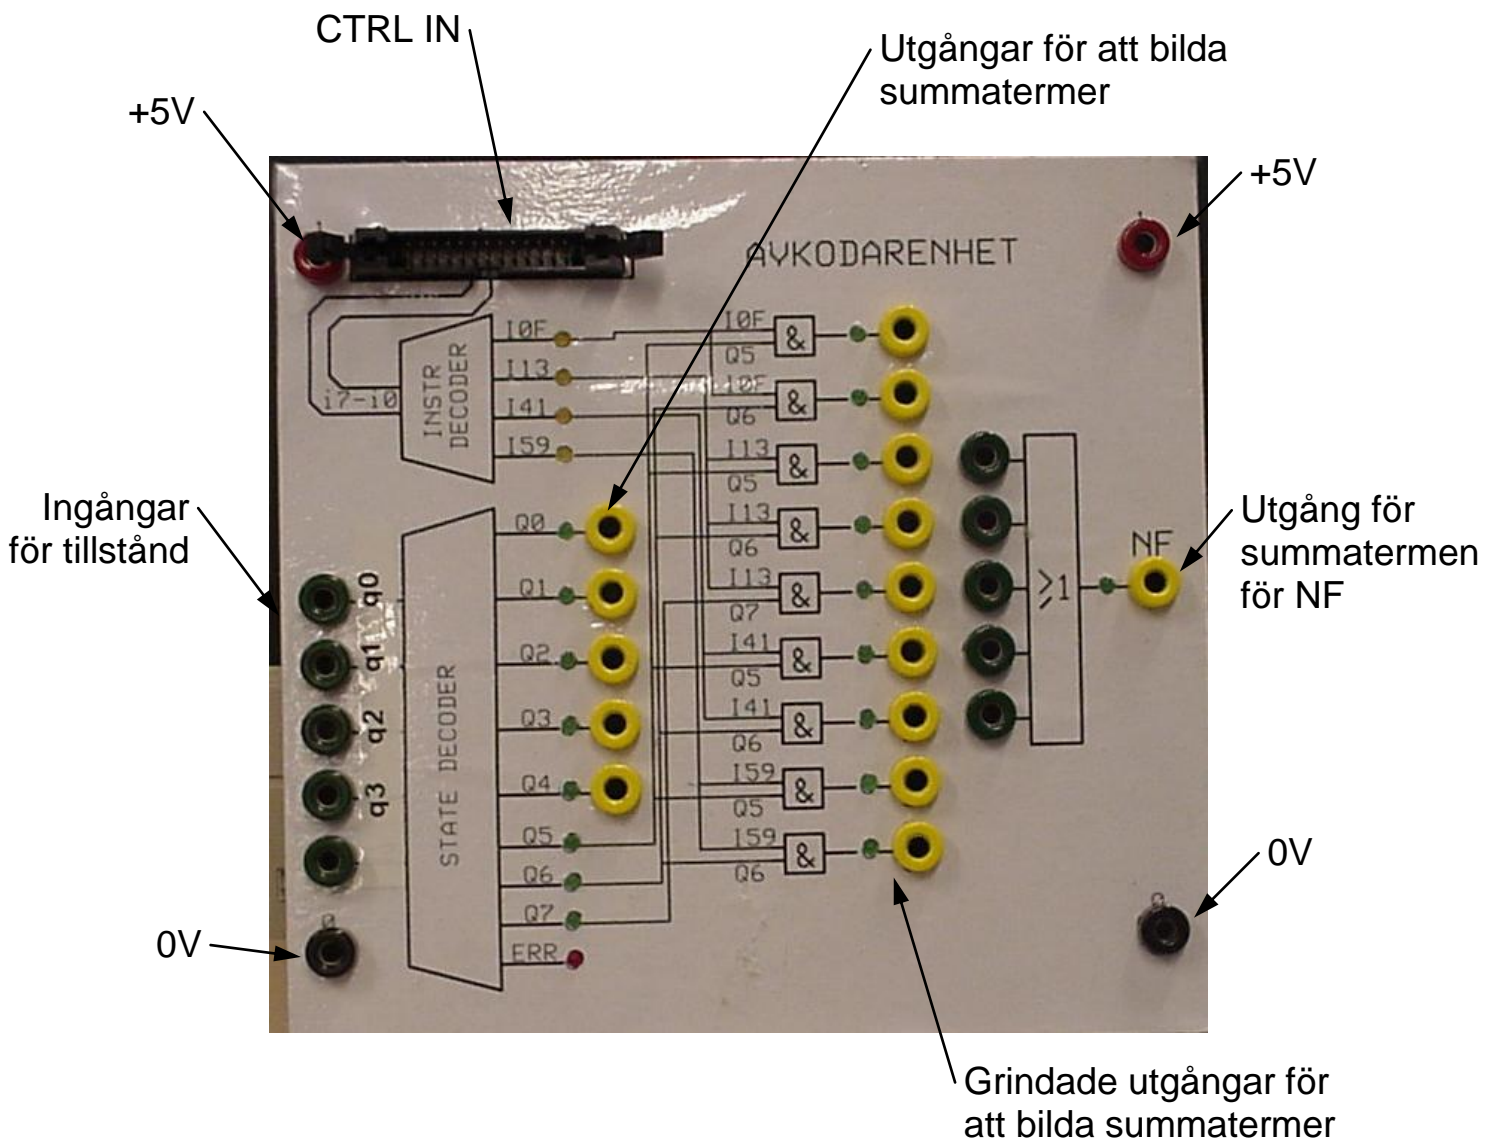 CTRL IN
Utgångar för att bilda
summatermer
+5V
+5V
AVKODARENHET
I0F
I13
I41
I59
i7-i0
INSTR
DECODER
I0F
&
Q5
I0F
&
Q6
I13
&
Q5
I13
&
Q6
I13
&
Q7
I41
&
Q5
I41
&
Q6
I59
&
Q5
I59
&
Q6
≥1
NF
Ingångar
för tillstånd
Utgång för
summatermen
för NF
q0
q1
q2
q3
STATE DECODER
Q0
Q1
Q2
Q3
Q4
Q5
Q6
Q7
ERR
0
0V
0
0V
Grindade utgångar för
att bilda summatermer